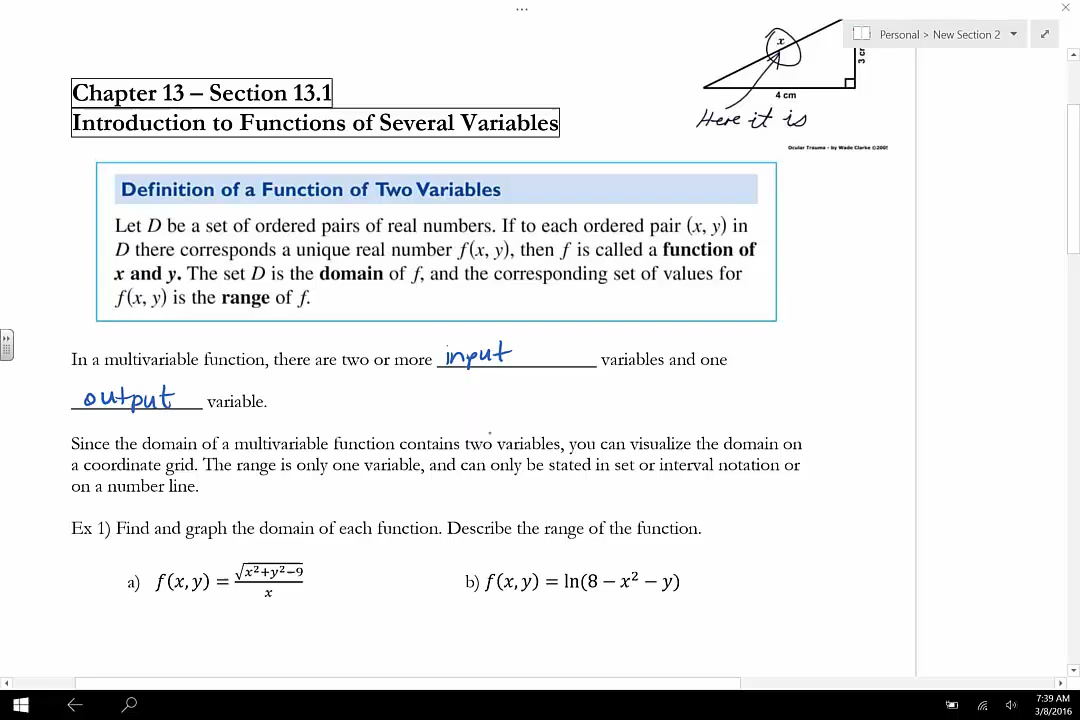 ...
Personal > New Section 2
x
3 c
4 cm
Here it is
Ocular Trauma - by Wade Clarke ©2005
Chapter 13 – Section 13.1
Introduction to Functions of Several Variables
Definition of a Function of Two Variables
Let D be a set of ordered pairs of real numbers. If to each ordered pair (x, y) in
D there corresponds a unique real number f(x, y), then f is called a function of
x and y. The set D is the domain of f, and the corresponding set of values for
f(x, y) is the range of f.
In a multivariable function, there are two or more input variables and one
output variable.
Since the domain of a multivariable function contains two variables, you can visualize the domain on
a coordinate grid. The range is only one variable, and can only be stated in set or interval notation or
on a number line.
Ex 1) Find and graph the domain of each function. Describe the range of the function.
a) f(x, y) = √(x²+y²−9)/x b) f(x, y) = ln(8 − x² − y)
7:39 AM
3/8/2016